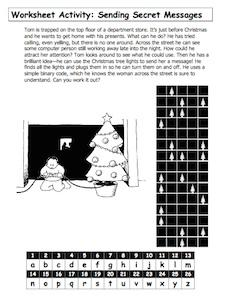 Worksheet Activity: Sending Secret Messages
Tom is trapped on the top floor of a department store. It's just before Christmas
and he wants to get home with his presents. What can he do? He has tried
calling, even yelling, but there is no one around. Across the street he can see
some computer person still working away late into the night. How could he
attract her attention? Tom looks around to see what he could use. Then he has a
brilliant idea—he can use the Christmas tree lights to send her a message! He
finds all the lights and plugs them in so he can turn them on and off. He uses a
simple binary code, which he knows the woman across the street is sure to
understand. Can you work it out?
1 2 3 4 5 6 7 8 9 10 11 12 13
a b c d e f g h i j k l m
14 15 16 17 18 19 20 21 22 23 24 25 26
n o p q r s t u v w x y z